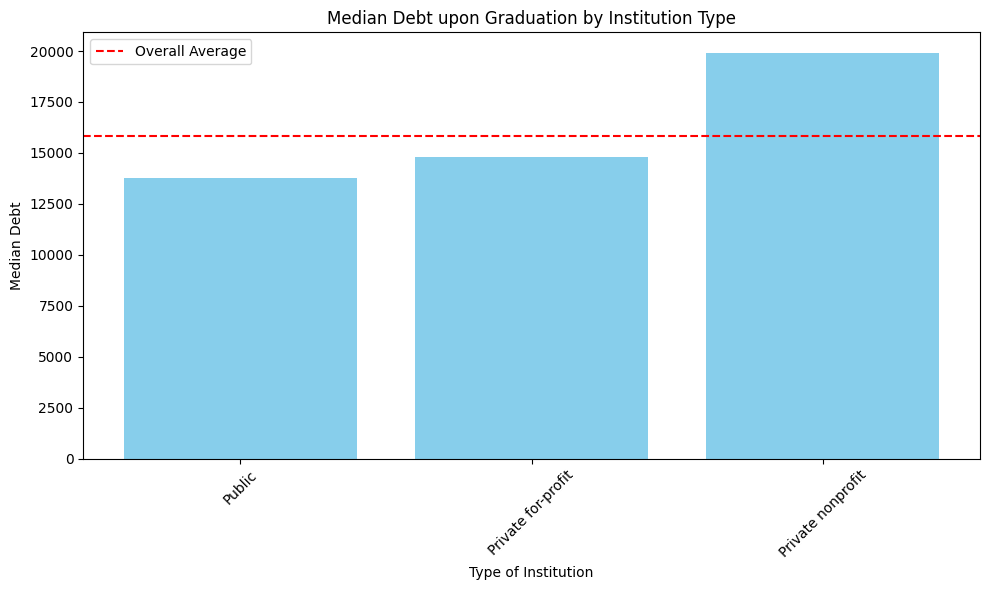 Median Debt upon Graduation by Institution Type
Overall Average
20000
17500
15000
12500
10000
7500
5000
2500
0
Median Debt
Public
Private for-profit
Private nonprofit
Type of Institution